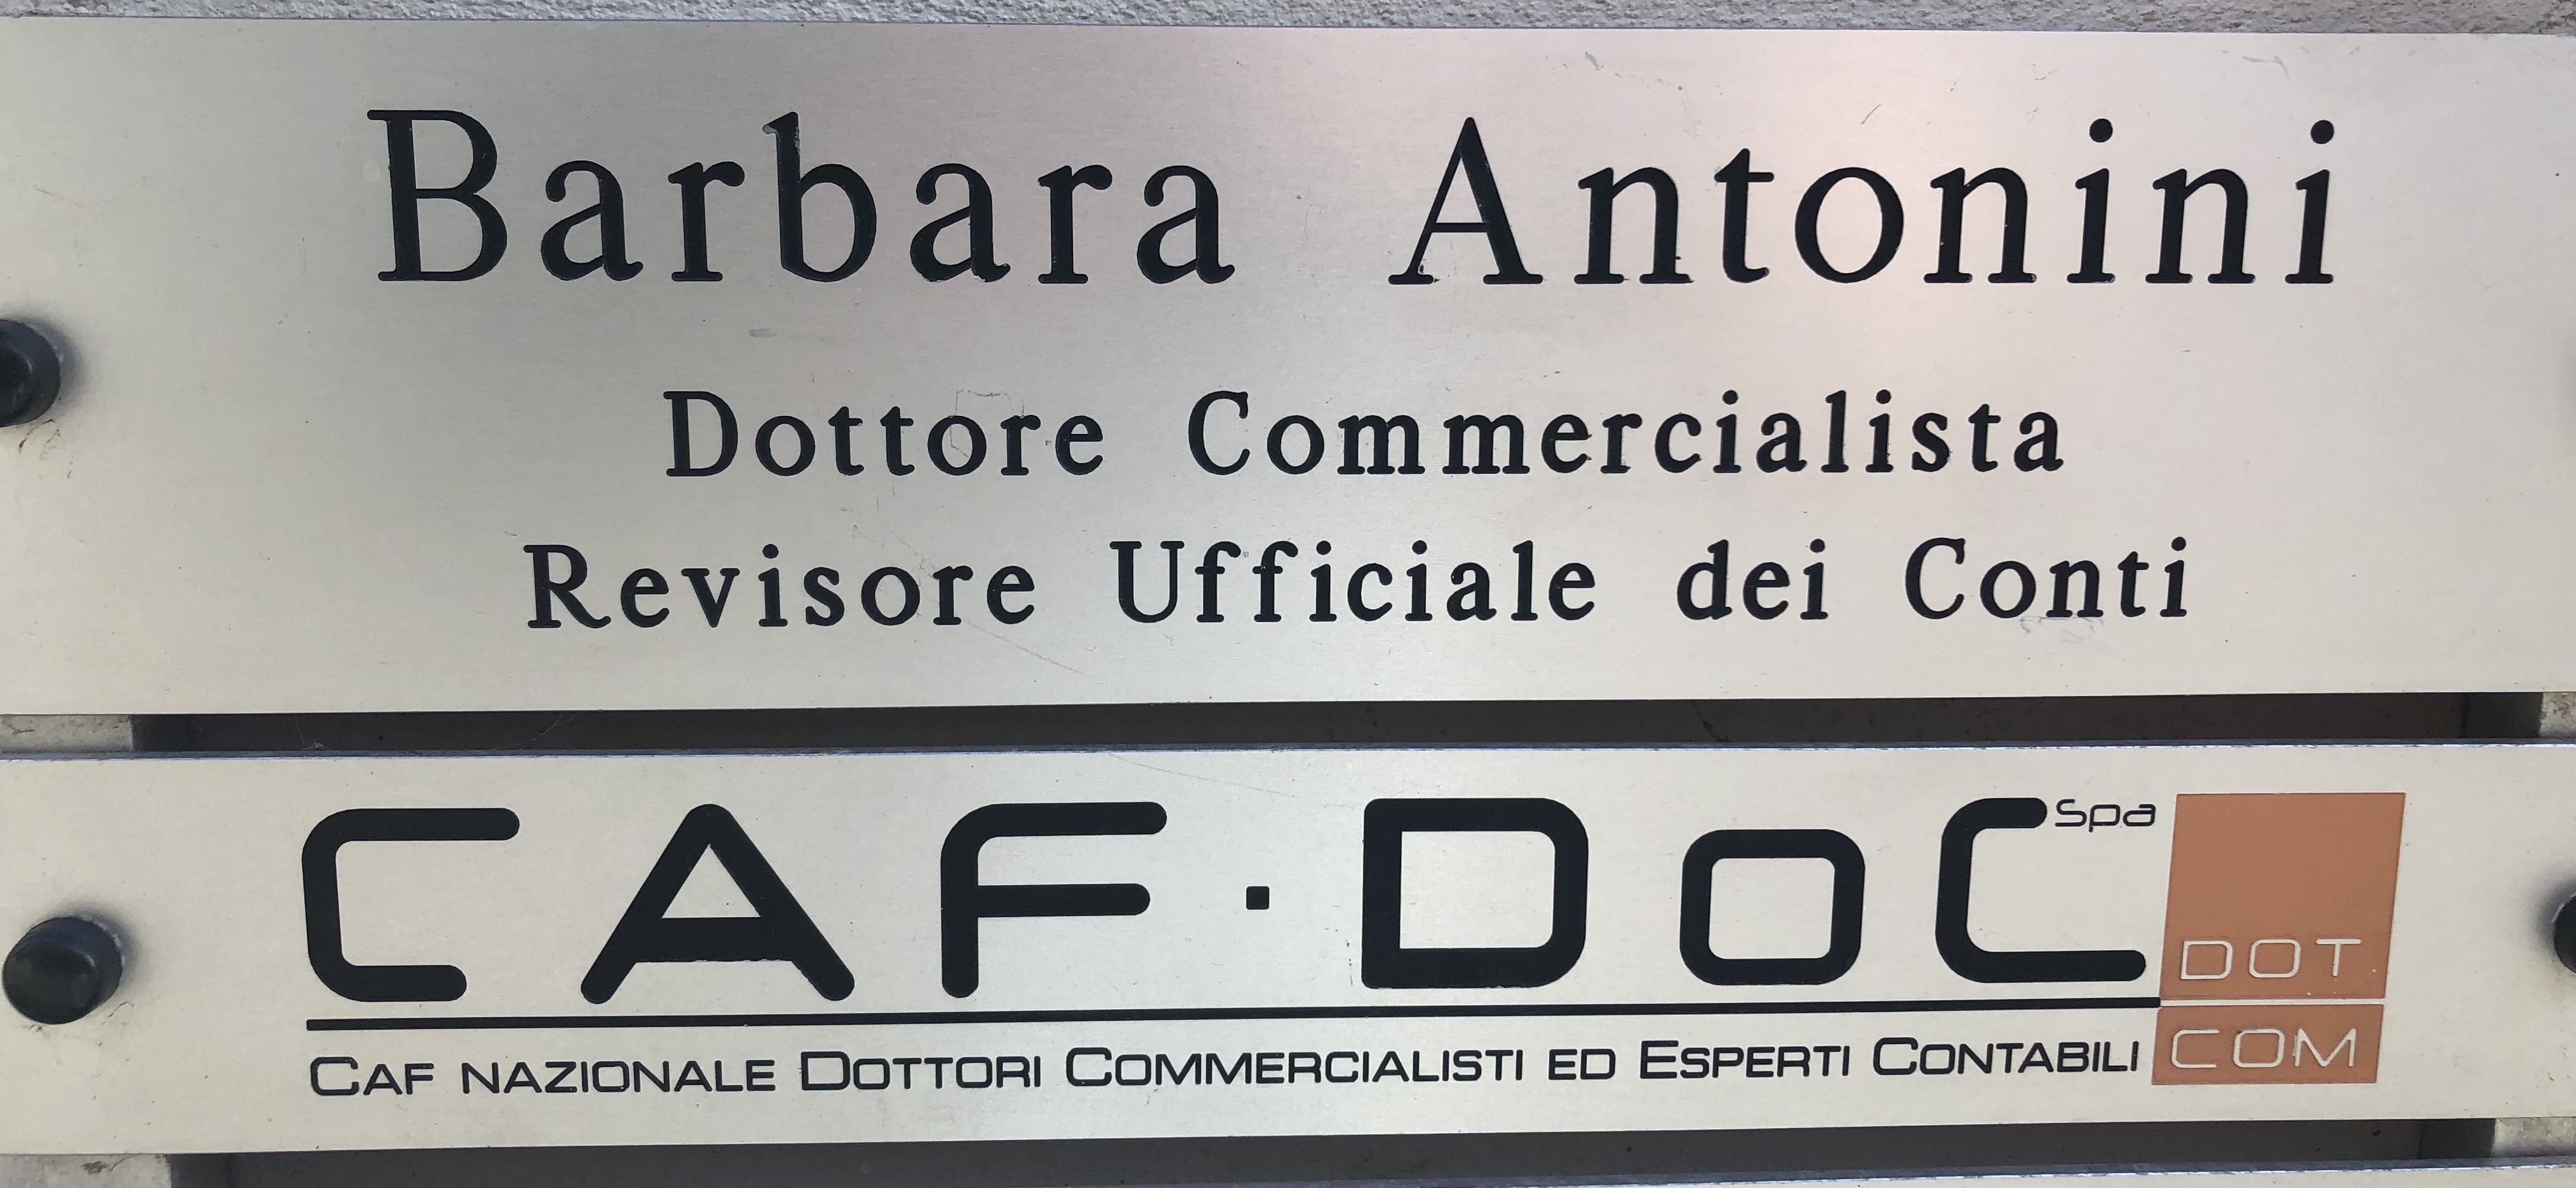 Barbara Antonini
Dottore Commercialista
Revisore Ufficiale dei Conti
CAF·DoC Spa
DOT
COM
CAF NAZIONALE DOTTORI COMMERCIALISTI ED ESPERTI CONTABILI